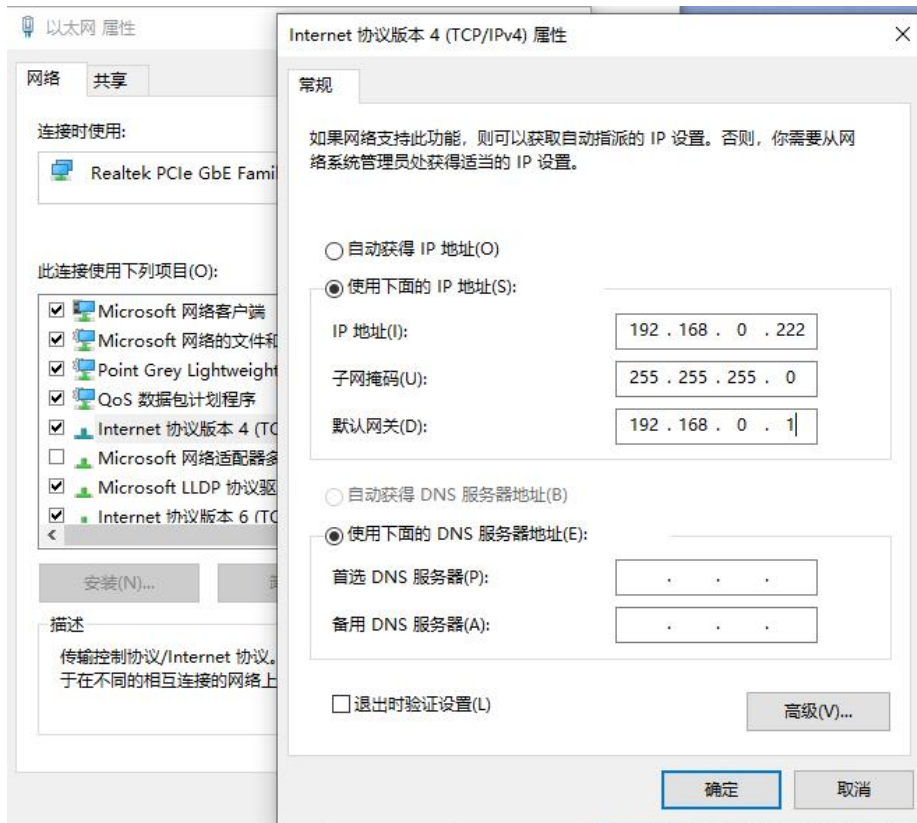 以太网 属性
网络
共享
连接时使用:
Realtek PCIe GbE Fami
此连接使用下列项目(O):
Microsoft 网络客户端
Microsoft 网络的文件和
Point Grey Lightweight
QoS 数据包计划程序
Internet 协议版本 4 (TC
Microsoft 网络适配器多
Microsoft LLDP 协议驱
Internet 协议版本 6 (TC
安装(N)...
描述
传输控制协议/Internet 协议。
于在不同的相互连接的网络上
Internet 协议版本 4 (TCP/IPv4) 属性
常规
如果网络支持此功能，则可以获取自动指派的 IP 设置。否则，你需要从网
络系统管理员处获得适当的 IP 设置。
自动获得 IP 地址(O)
使用下面的 IP 地址(S):
IP 地址(I):
192 . 168 . 0 . 222
子网掩码(U):
255 . 255 . 255 . 0
默认网关(D):
192 . 168 . 0 . 1
自动获得 DNS 服务器地址(B)
使用下面的 DNS 服务器地址(E):
首选 DNS 服务器(P):
. . .
备用 DNS 服务器(A):
. . .
退出时验证设置(L)
高级(V)...
确定
取消